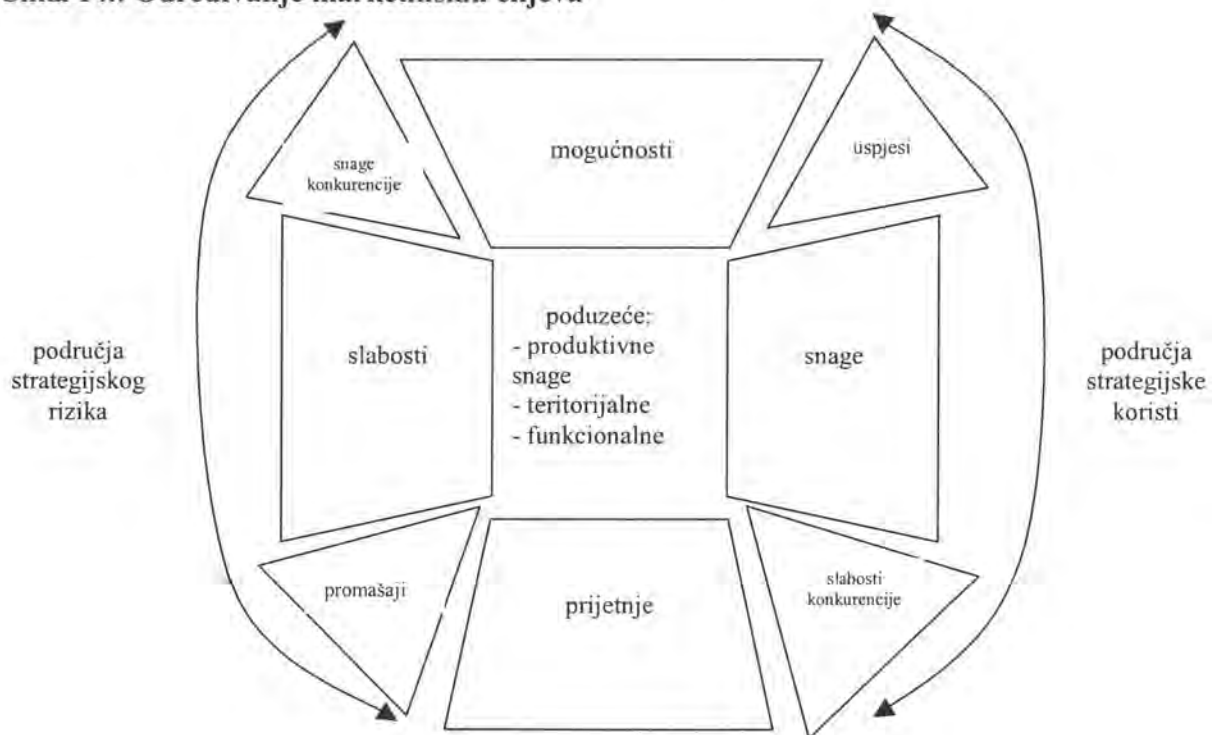 mogućnosti
uspjesi
snage
konkurencije
poduzeće:
- produktivne
snage
- teritorijalne
- funkcionalne
slabosti
snage
područja
strategijskog
rizika
područja
strategijske
koristi
promašaji
prijetnje
slabosti
konkurencije